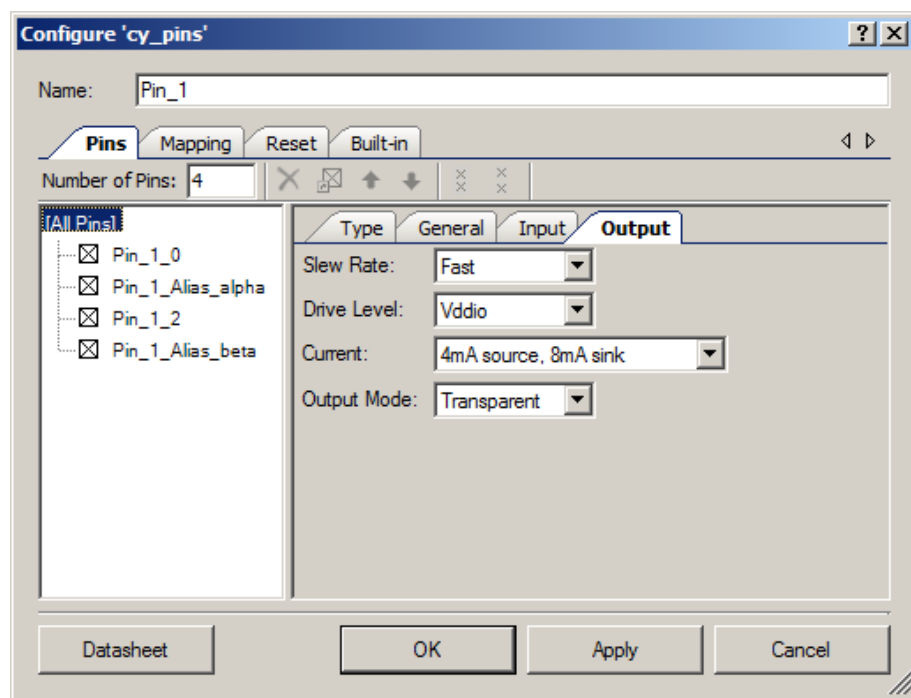 Configure 'cy_pins'
Name: Pin_1
Pins Mapping Reset Built-in
Number of Pins: 4
[All Pins]
Pin_1_0
Pin_1_Alias_alpha
Pin_1_2
Pin_1_Alias_beta
Type General Input Output
Slew Rate: Fast
Drive Level: Vddio
Current: 4mA source, 8mA sink
Output Mode: Transparent
Datasheet OK Apply Cancel